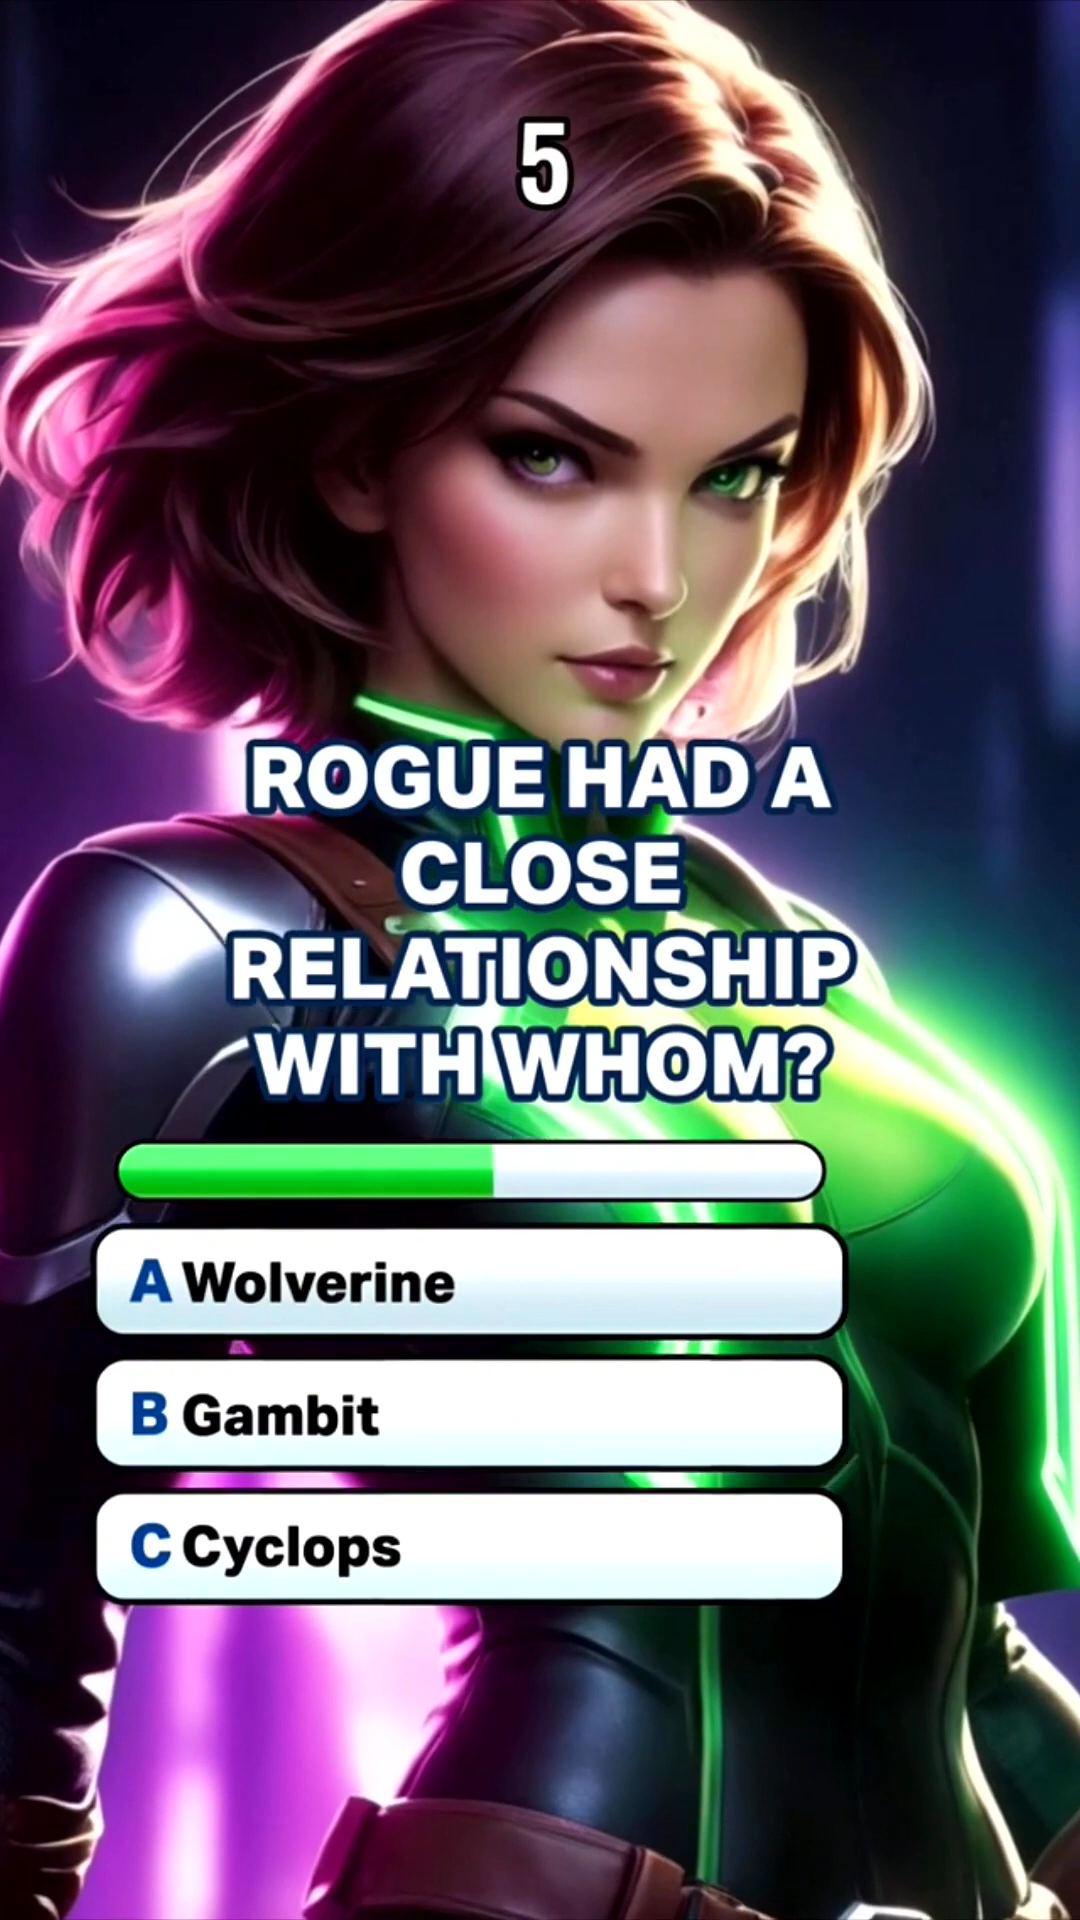 5
ROGUE HAD A
CLOSE
RELATIONSHIP
WITH WHOM?
A Wolverine
B Gambit
C Cyclops